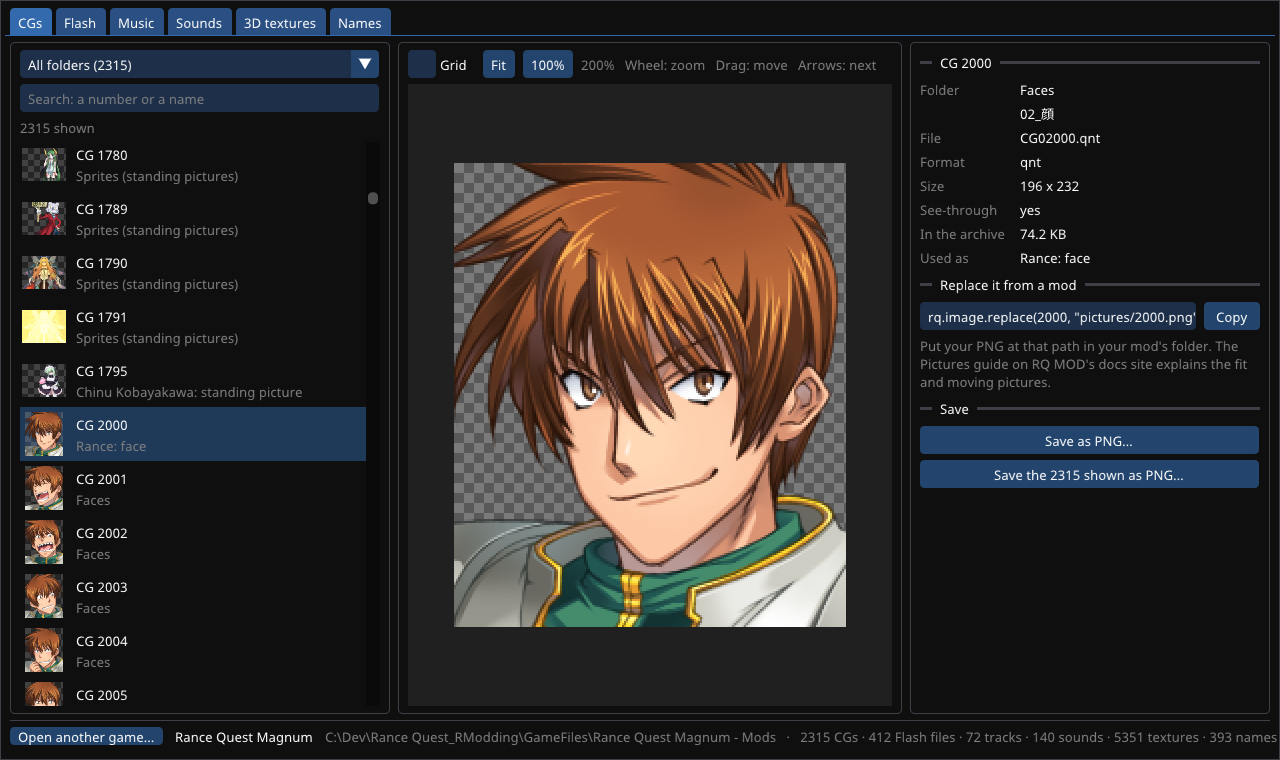 CGs Flash Music Sounds 3D textures Names
All folders (2315)
Search: a number or a name
2315 shown
CG 1780
Sprites (standing pictures)
CG 1789
Sprites (standing pictures)
CG 1790
Sprites (standing pictures)
CG 1791
Sprites (standing pictures)
CG 1795
Chinu Kobayakawa: standing picture
CG 2000
Rance: face
CG 2001
Faces
CG 2002
Faces
CG 2003
Faces
CG 2004
Faces
CG 2005
Grid Fit 100% 200% Wheel: zoom Drag: move Arrows: next
CG 2000
Folder Faces
02_顔
File CG02000.qnt
Format qnt
Size 196 x 232
See-through yes
In the archive 74.2 KB
Used as Rance: face
Replace it from a mod
rq.image.replace(2000, "pictures/2000.png" Copy
Put your PNG at that path in your mod's folder. The
Pictures guide on RQ MOD's docs site explains the fit
and moving pictures.
Save
Save as PNG...
Save the 2315 shown as PNG...
Open another game... Rance Quest Magnum C:\Dev\Rance Quest_RModding\GameFiles\Rance Quest Magnum - Mods · 2315 CGs · 412 Flash files · 72 tracks · 140 sounds · 5351 textures · 393 names